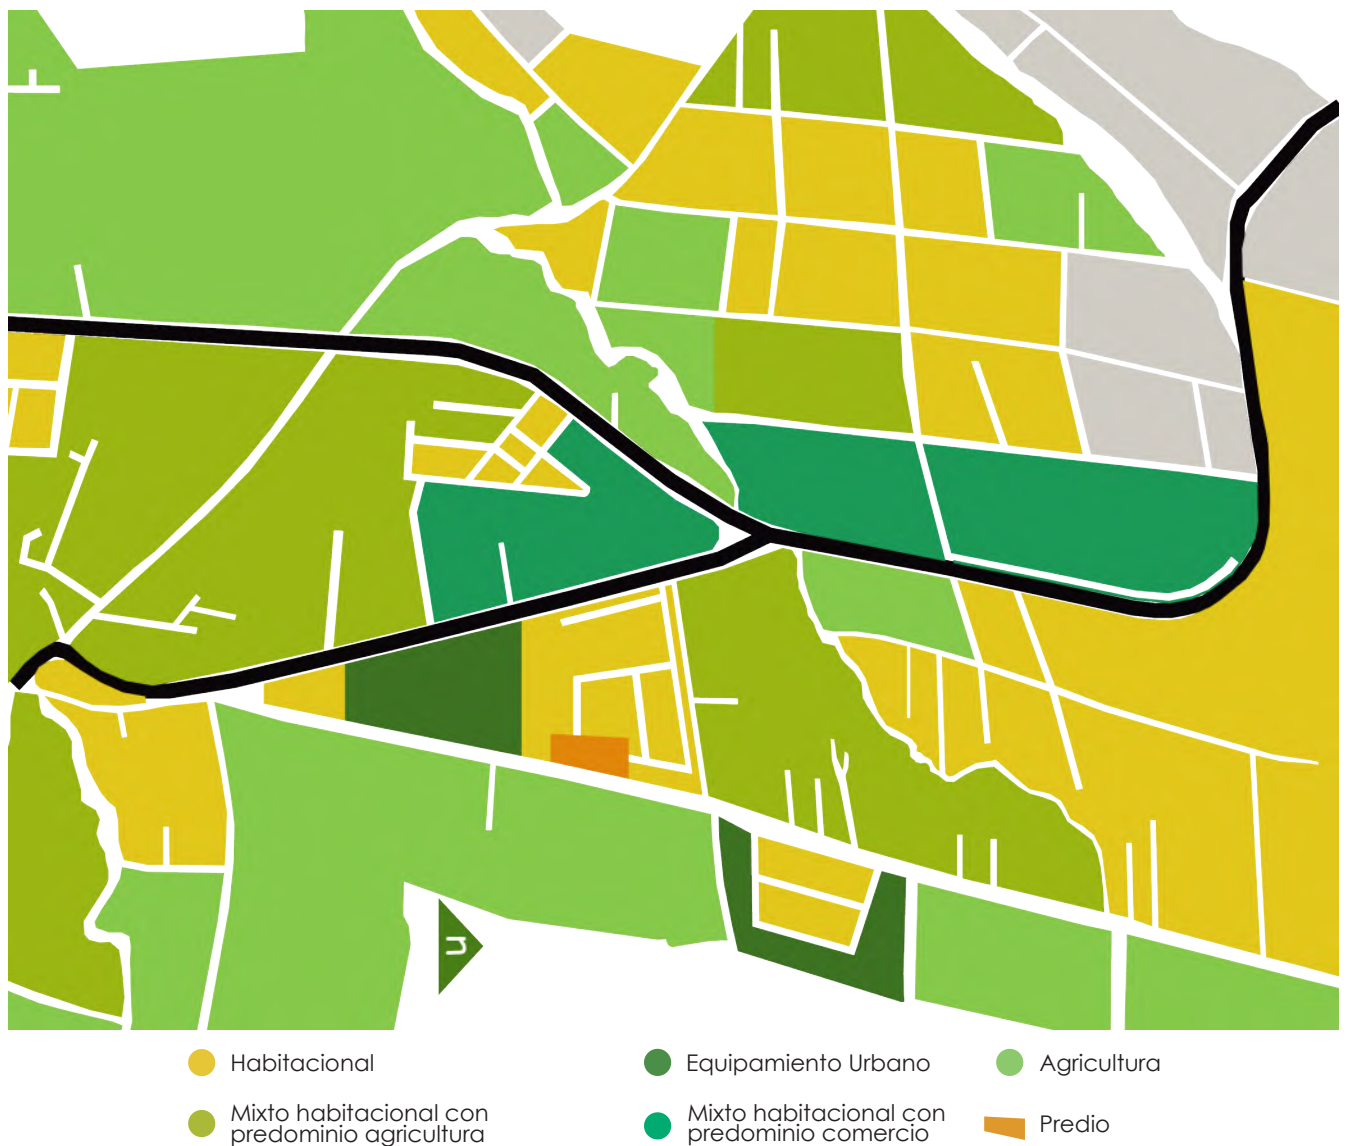 n
Habitacional
Equipamiento Urbano
Agricultura
Mixto habitacional con
predominio agricultura
Mixto habitacional con
predominio comercio
Predio